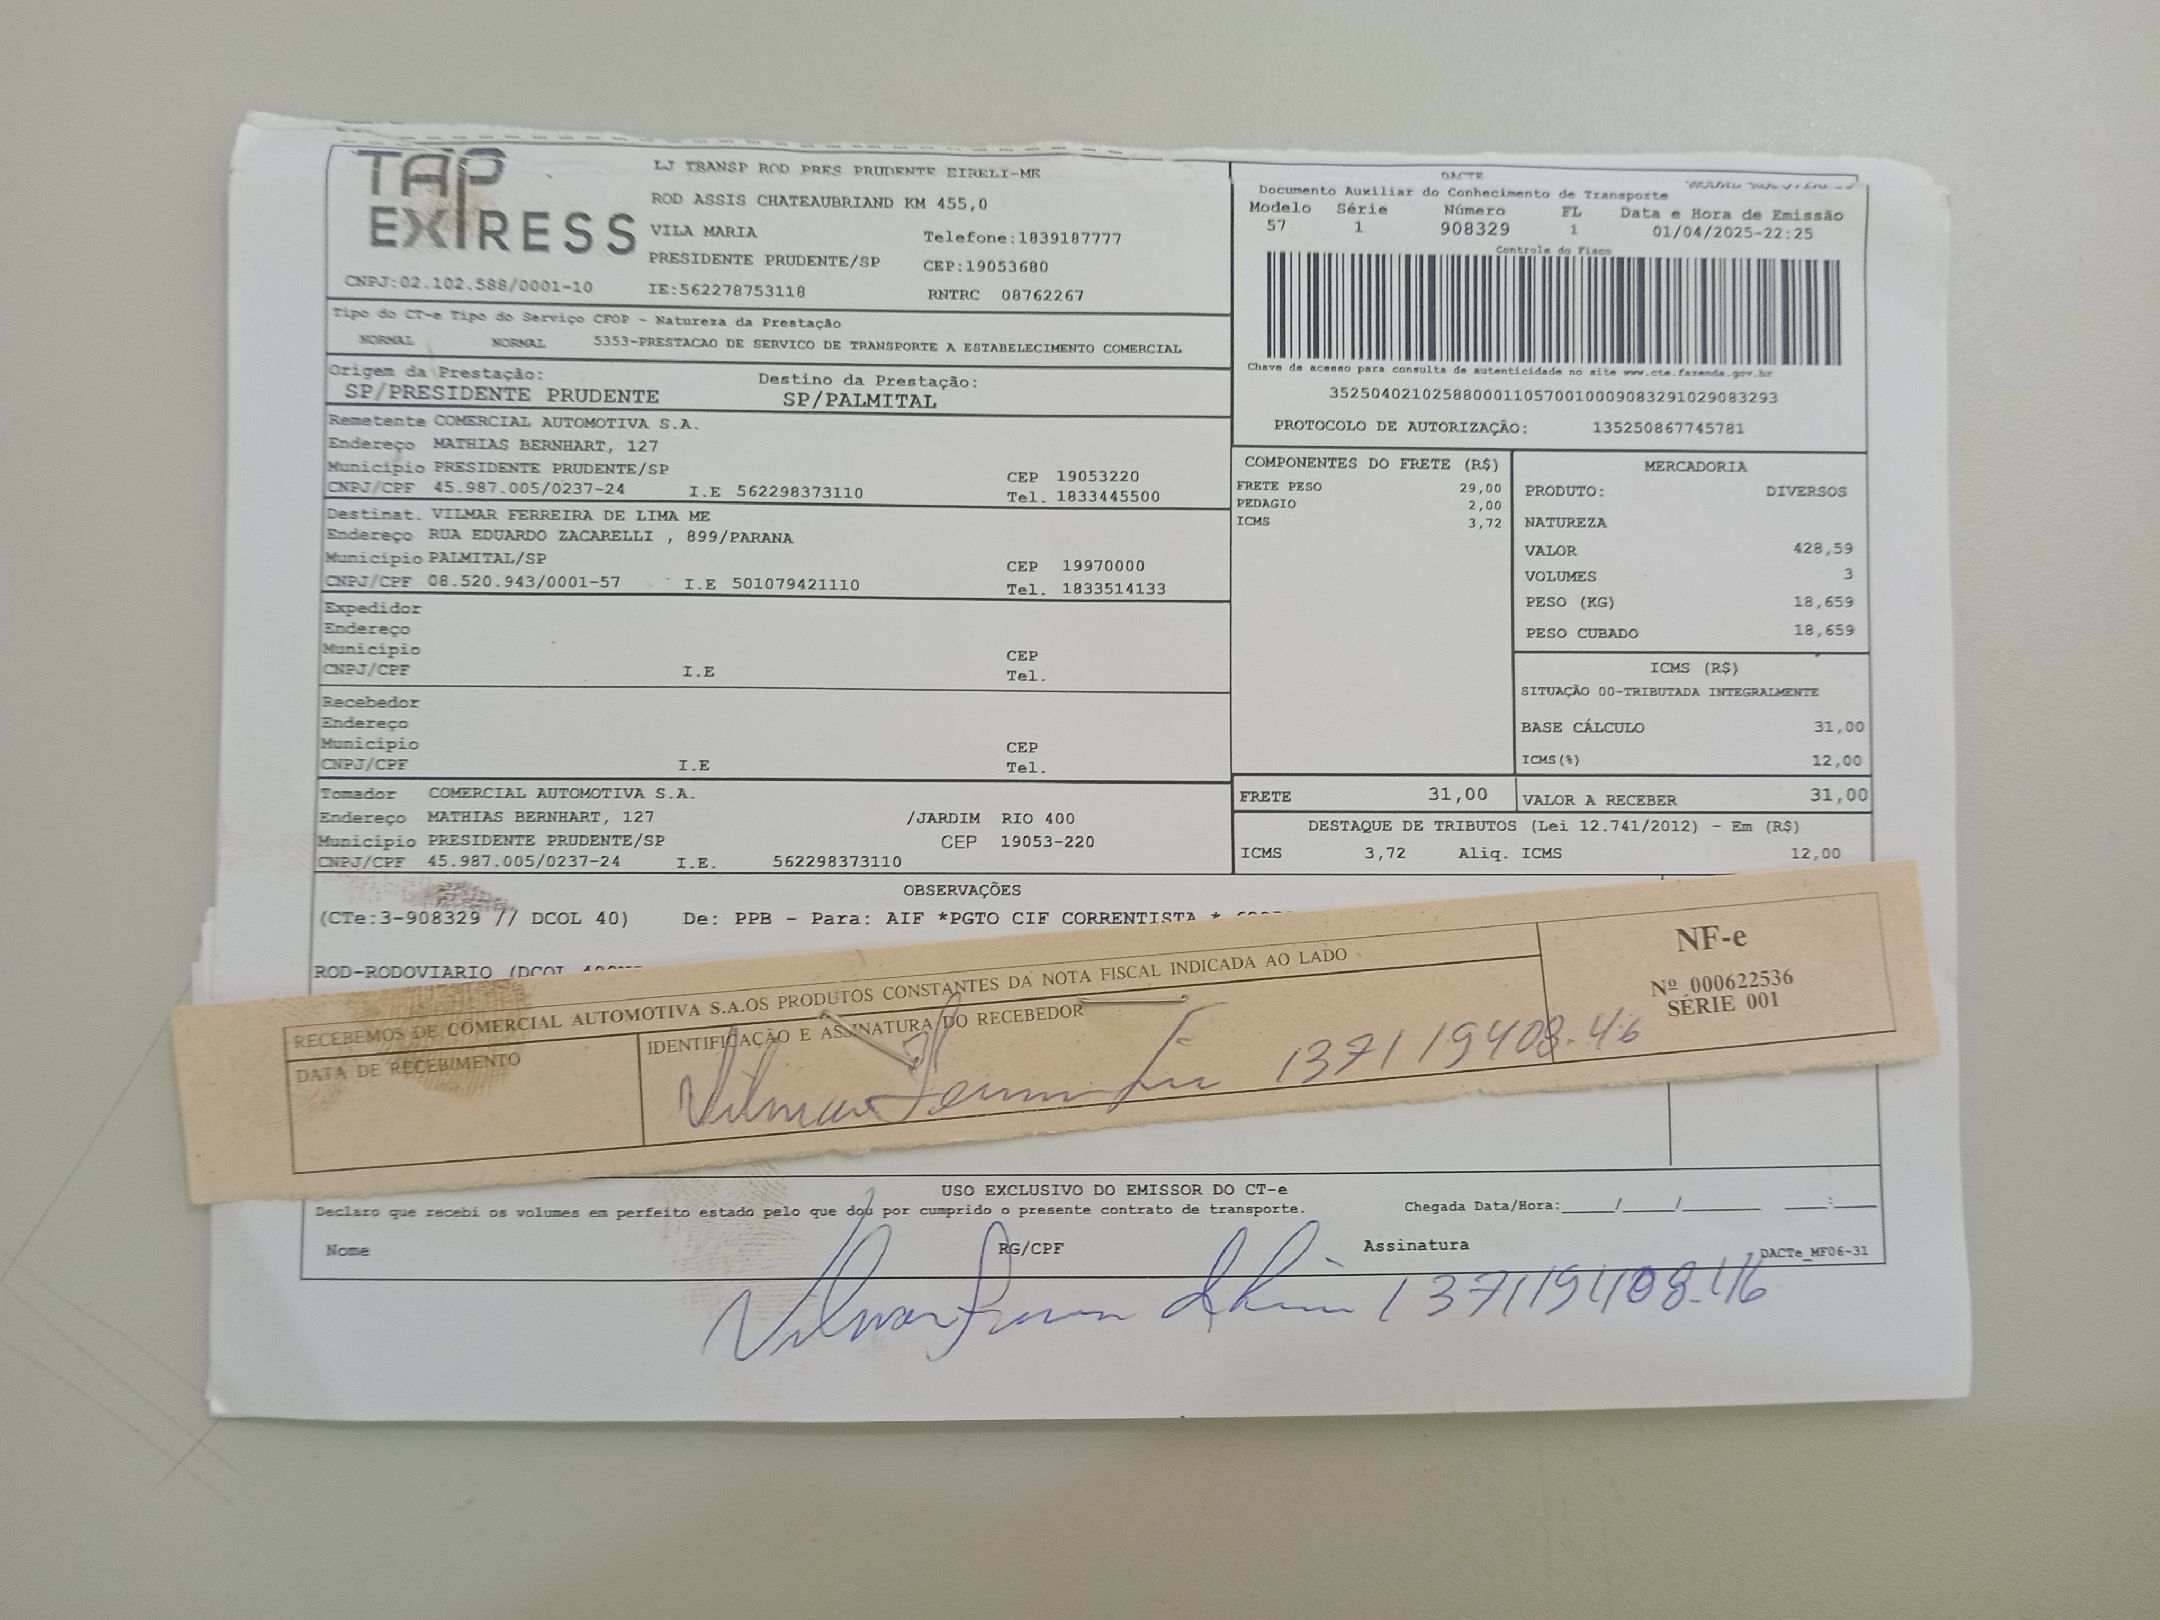 TAP
EXPRESS
CNPJ:02.102.588/0001-10
LJ TRANSP ROD PRES PRUDENTE EIRELI-ME
ROD ASSIS CHATEAUBRIAND KM 455,0
VILA MARIA Telefone:1839187777
PRESIDENTE PRUDENTE/SP CEP:19053680
IE:562278753118 RNTRC 08762267
DACTE
Documento Auxiliar do Conhecimento de Transporte
Modelo Série Número FL Data e Hora de Emissão
57 1 908329 1 01/04/2025-22:25
Controle do Fisco
Chave de acesso para consulta de autenticidade no site www.cte.fazenda.gov.br
35250402102588000110570010009083291029083293
PROTOCOLO DE AUTORIZAÇÃO: 135250867745781
Tipo do CT-e Tipo do Serviço CFOP - Natureza da Prestação
NORMAL NORMAL 5353-PRESTACAO DE SERVICO DE TRANSPORTE A ESTABELECIMENTO COMERCIAL
Origem da Prestação: Destino da Prestação:
SP/PRESIDENTE PRUDENTE SP/PALMITAL
Remetente COMERCIAL AUTOMOTIVA S.A.
Endereço MATHIAS BERNHART, 127
Município PRESIDENTE PRUDENTE/SP CEP 19053220
CNPJ/CPF 45.987.005/0237-24 I.E 562298373110 Tel. 1833445500
Destinat. VILMAR FERREIRA DE LIMA ME
Endereço RUA EDUARDO ZACARELLI , 899/PARANA
Município PALMITAL/SP CEP 19970000
CNPJ/CPF 08.520.943/0001-57 I.E 501079421110 Tel. 1833514133
Expedidor
Endereço
Município CEP
CNPJ/CPF I.E Tel.
Recebedor
Endereço
Município CEP
CNPJ/CPF I.E Tel.
Tomador COMERCIAL AUTOMOTIVA S.A.
Endereço MATHIAS BERNHART, 127 /JARDIM RIO 400
Município PRESIDENTE PRUDENTE/SP CEP 19053-220
CNPJ/CPF 45.987.005/0237-24 I.E. 562298373110
COMPONENTES DO FRETE (R$)
FRETE PESO 29,00
PEDAGIO 2,00
ICMS 3,72
MERCADORIA
PRODUTO: DIVERSOS
NATUREZA
VALOR 428,59
VOLUMES 3
PESO (KG) 18,659
PESO CUBADO 18,659
ICMS (R$)
SITUAÇÃO 00-TRIBUTADA INTEGRALMENTE
BASE CÁLCULO 31,00
ICMS(%) 12,00
FRETE 31,00 VALOR A RECEBER 31,00
DESTAQUE DE TRIBUTOS (Lei 12.741/2012) - Em (R$)
ICMS 3,72 Aliq. ICMS 12,00
OBSERVAÇÕES
(CTe:3-908329 // DCOL 40) De: PPB - Para: AIF *PGTO CIF CORRENTISTA *
ROD-RODOVIARIO (DCOL
RECEBEMOS DE COMERCIAL AUTOMOTIVA S.A.OS PRODUTOS CONSTANTES DA NOTA FISCAL INDICADA AO LADO
DATA DE RECEBIMENTO IDENTIFICAÇÃO E ASSINATURA DO RECEBEDOR
NF-e
Nº 000622536
SÉRIE 001
Vilmar 137119408.46
USO EXCLUSIVO DO EMISSOR DO CT-e
Declaro que recebi os volumes em perfeito estado pelo que dou por cumprido o presente contrato de transporte. Chegada Data/Hora:____/____/______ ___:___
Nome RG/CPF Assinatura DACTe_MF06-31
Vilmar 137119408.46